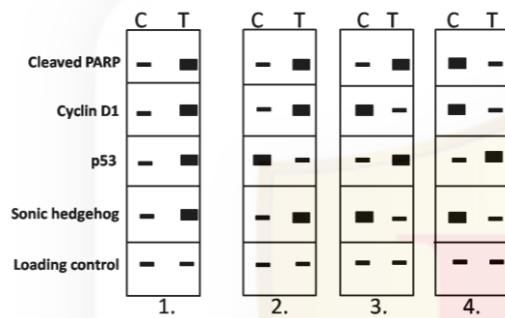 C T C T C T C T
Cleaved PARP
Cyclin D1
p53
Sonic hedgehog
Loading control
1. 2. 3. 4.